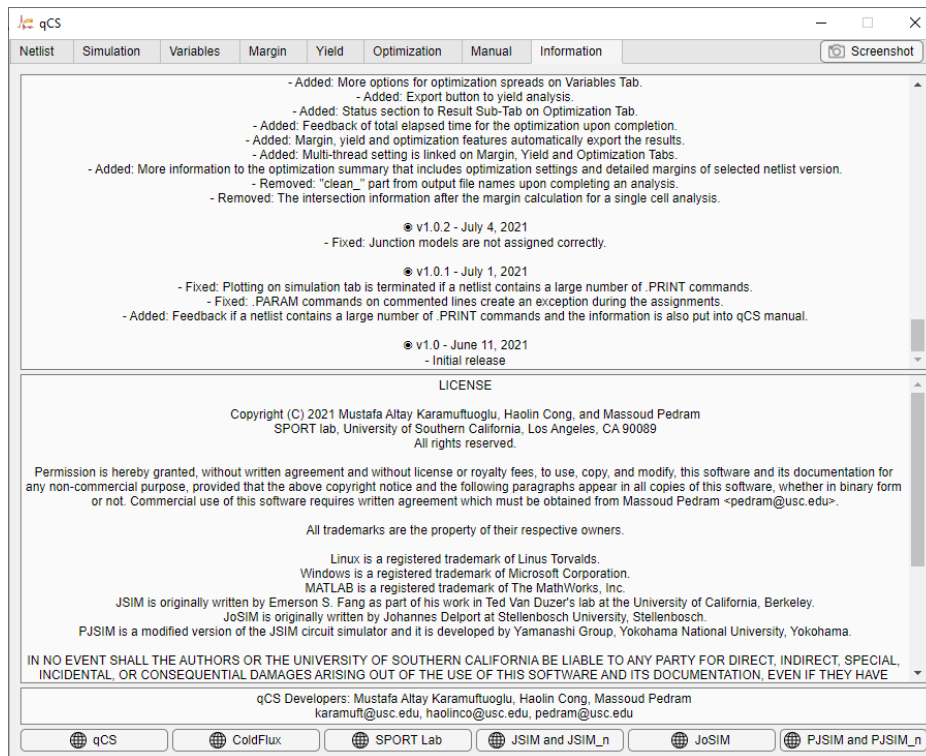 qCS
Netlist Simulation Variables Margin Yield Optimization Manual Information Screenshot
- Added: More options for optimization spreads on Variables Tab.
- Added: Export button to yield analysis.
- Added: Status section to Result Sub-Tab on Optimization Tab.
- Added: Feedback of total elapsed time for the optimization upon completion.
- Added: Margin, yield and optimization features automatically export the results.
- Added: Multi-thread setting is linked on Margin, Yield and Optimization Tabs.
- Added: More information to the optimization summary that includes optimization settings and detailed margins of selected netlist version.
- Removed: "clean_" part from output file names upon completing an analysis.
- Removed: The intersection information after the margin calculation for a single cell analysis.
◉ v1.0.2 - July 4, 2021
- Fixed: Junction models are not assigned correctly.
◉ v1.0.1 - July 1, 2021
- Fixed: Plotting on simulation tab is terminated if a netlist contains a large number of .PRINT commands.
- Fixed: .PARAM commands on commented lines create an exception during the assignments.
- Added: Feedback if a netlist contains a large number of .PRINT commands and the information is also put into qCS manual.
◉ v1.0 - June 11, 2021
- Initial release
LICENSE
Copyright (C) 2021 Mustafa Altay Karamuftuoglu, Haolin Cong, and Massoud Pedram
SPORT lab, University of Southern California, Los Angeles, CA 90089
All rights reserved.
Permission is hereby granted, without written agreement and without license or royalty fees, to use, copy, and modify, this software and its documentation for
any non-commercial purpose, provided that the above copyright notice and the following paragraphs appear in all copies of this software, whether in binary form
or not. Commercial use of this software requires written agreement which must be obtained from Massoud Pedram <pedram@usc.edu>.
All trademarks are the property of their respective owners.
Linux is a registered trademark of Linus Torvalds.
Windows is a registered trademark of Microsoft Corporation.
MATLAB is a registered trademark of The MathWorks, Inc.
JSIM is originally written by Emerson S. Fang as part of his work in Ted Van Duzer's lab at the University of California, Berkeley.
JoSIM is originally written by Johannes Delport at Stellenbosch University, Stellenbosch.
PJSIM is a modified version of the JSIM circuit simulator and it is developed by Yamanashi Group, Yokohama National University, Yokohama.
IN NO EVENT SHALL THE AUTHORS OR THE UNIVERSITY OF SOUTHERN CALIFORNIA BE LIABLE TO ANY PARTY FOR DIRECT, INDIRECT, SPECIAL,
INCIDENTAL, OR CONSEQUENTIAL DAMAGES ARISING OUT OF THE USE OF THIS SOFTWARE AND ITS DOCUMENTATION, EVEN IF THEY HAVE
qCS Developers: Mustafa Altay Karamuftuoglu, Haolin Cong, Massoud Pedram
karamuft@usc.edu, haolinco@usc.edu, pedram@usc.edu
qCS ColdFlux SPORT Lab JSIM and JSIM_n JoSIM PJSIM and PJSIM_n